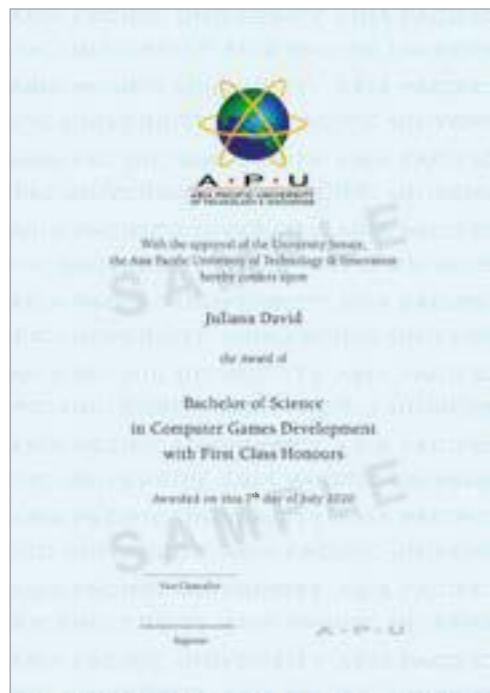 A · P · U
ASIA PACIFIC UNIVERSITY
OF TECHNOLOGY & INNOVATION
With the approval of the University Senate,
the Asia Pacific University of Technology & Innovation
hereby confers upon
SAMPLE
Juliana David
the Award of
Bachelor of Science
in Computer Games Development
with First Class Honours
Awarded on this 7th day of July 2020
SAMPLE
Vice Chancellor
Registrar
A · P · U